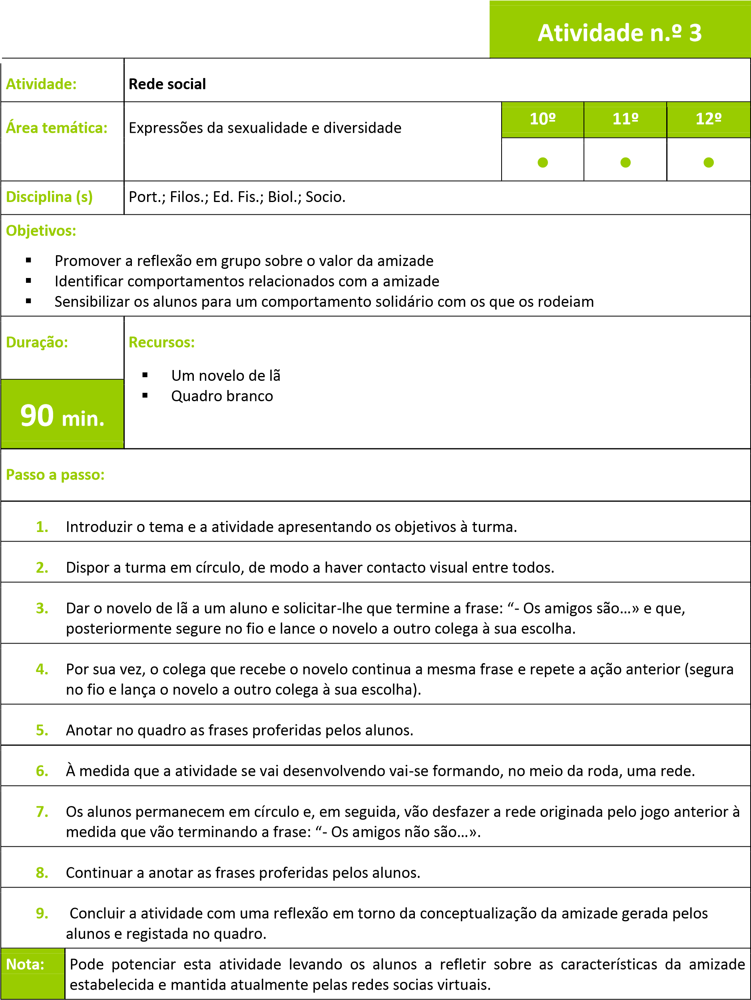 Atividade n.º 3
Atividade:
Rede social
Área temática:
Expressões da sexualidade e diversidade
10º 11º 12º
Disciplina (s)
Port.; Filos.; Ed. Fis.; Biol.; Socio.
Objetivos:
▪ Promover a reflexão em grupo sobre o valor da amizade
▪ Identificar comportamentos relacionados com a amizade
▪ Sensibilizar os alunos para um comportamento solidário com os que os rodeiam
Duração:
90 min.
Recursos:
▪ Um novelo de lã
▪ Quadro branco
Passo a passo:
1. Introduzir o tema e a atividade apresentando os objetivos à turma.
2. Dispor a turma em círculo, de modo a haver contacto visual entre todos.
3. Dar o novelo de lã a um aluno e solicitar-lhe que termine a frase: “- Os amigos são…» e que,
posteriormente segure no fio e lance o novelo a outro colega à sua escolha.
4. Por sua vez, o colega que recebe o novelo continua a mesma frase e repete a ação anterior (segura
no fio e lança o novelo a outro colega à sua escolha).
5. Anotar no quadro as frases proferidas pelos alunos.
6. À medida que a atividade se vai desenvolvendo vai-se formando, no meio da roda, uma rede.
7. Os alunos permanecem em círculo e, em seguida, vão desfazer a rede originada pelo jogo anterior à
medida que vão terminando a frase: “- Os amigos não são…».
8. Continuar a anotar as frases proferidas pelos alunos.
9. Concluir a atividade com uma reflexão em torno da conceptualização da amizade gerada pelos
alunos e registada no quadro.
Nota:
Pode potenciar esta atividade levando os alunos a refletir sobre as características da amizade
estabelecida e mantida atualmente pelas redes socias virtuais.